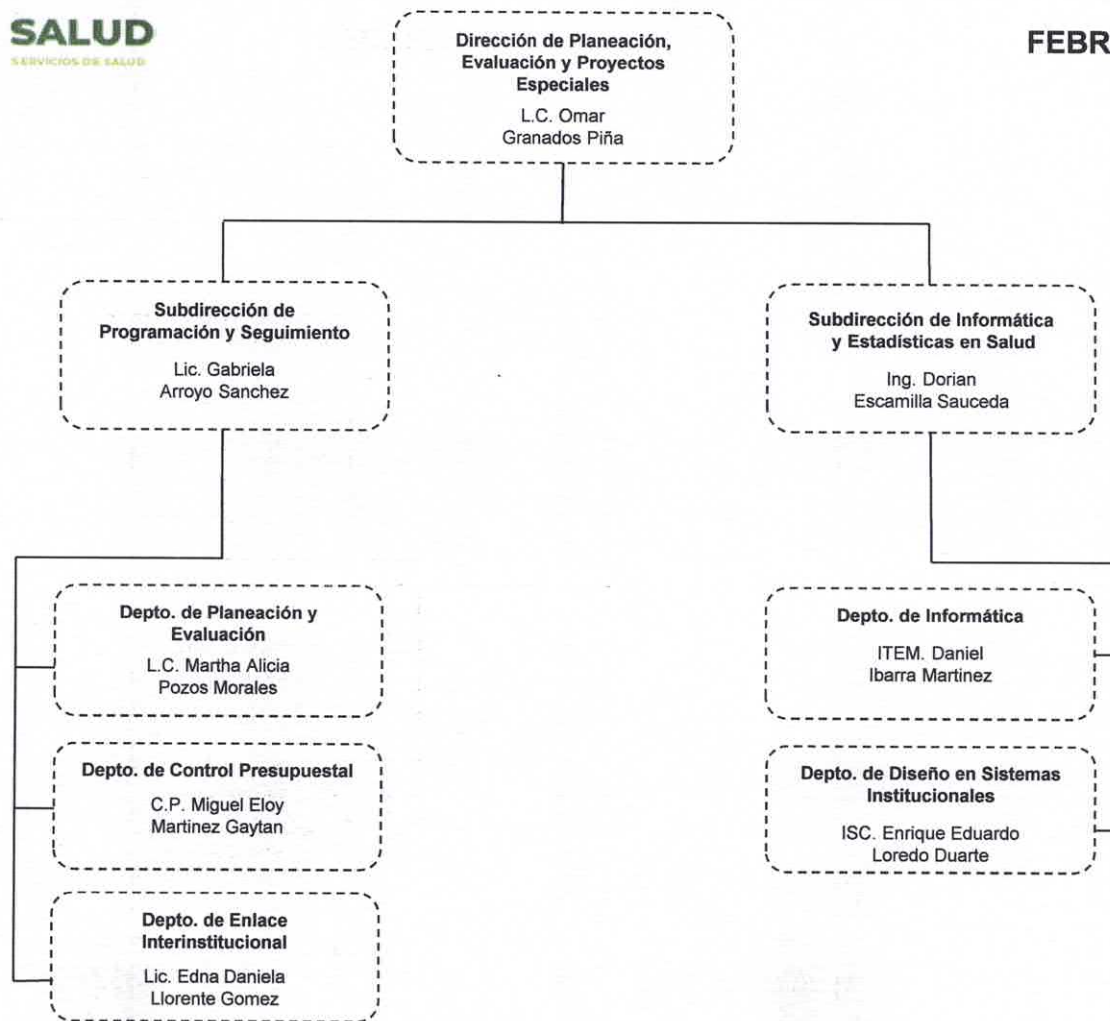 SALUD
SERVICIOS DE SALUD
FEBR
Dirección de Planeación,
Evaluación y Proyectos
Especiales
L.C. Omar
Granados Piña
Subdirección de
Programación y Seguimiento
Lic. Gabriela
Arroyo Sanchez
Subdirección de Informática
y Estadísticas en Salud
Ing. Dorian
Escamilla Sauceda
Depto. de Planeación y
Evaluación
L.C. Martha Alicia
Pozos Morales
Depto. de Control Presupuestal
C.P. Miguel Eloy
Martinez Gaytan
Depto. de Enlace
Interinstitucional
Lic. Edna Daniela
Llorente Gomez
Depto. de Informática
ITEM. Daniel
Ibarra Martinez
Depto. de Diseño en Sistemas
Institucionales
ISC. Enrique Eduardo
Loredo Duarte